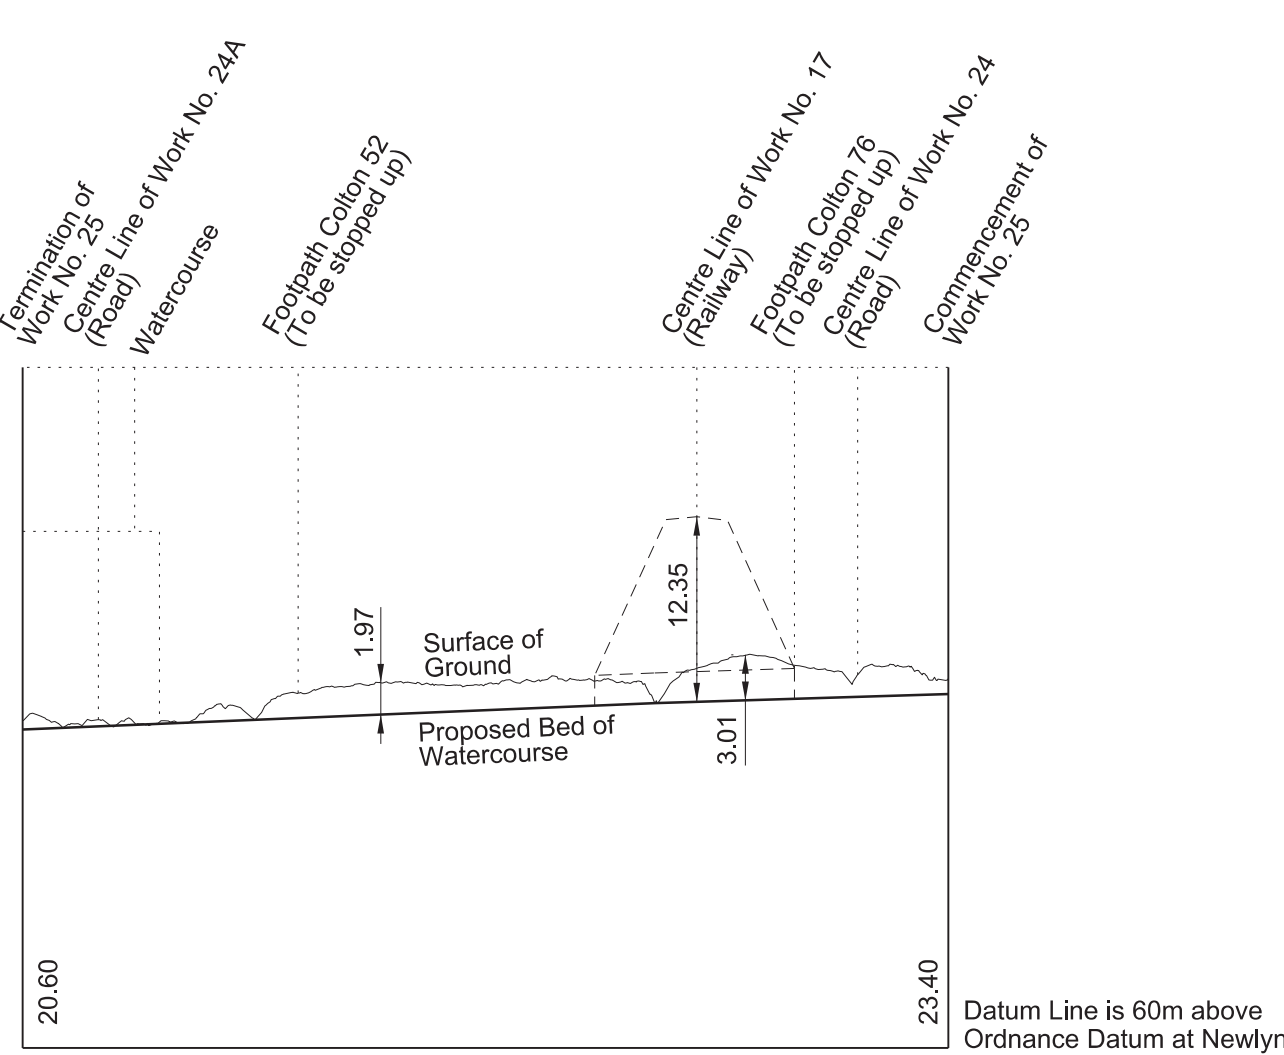 Termination of
Work No. 25
Centre Line of Work No. 24A
(Road)
Watercourse
Footpath Colton 52
(To be stopped up)
Centre Line of Work No. 17
(Railway)
Footpath Colton 76
(To be stopped up)
Centre Line of Work No. 24
(Road)
Commencement of
Work No. 25
12.35
1.97
Surface of
Ground
Proposed Bed of
Watercourse
3.01
20.60
23.40
Datum Line is 60m above
Ordnance Datum at Newlyn